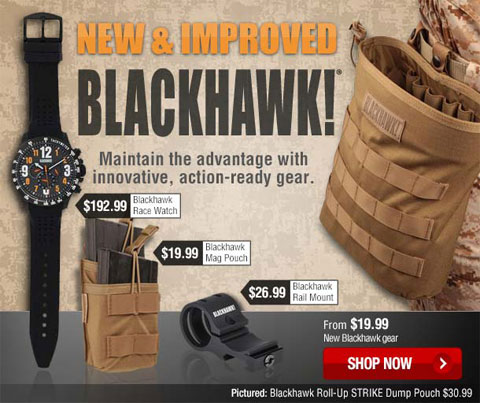 NEW & IMPROVED
BLACKHAWK!®
Maintain the advantage with
innovative, action-ready gear.
$192.99 Blackhawk
Race Watch
$19.99 Blackhawk
Mag Pouch
$26.99 Blackhawk
Rail Mount
BLACKHAWK!
From $19.99
New Blackhawk gear
SHOP NOW
Pictured: Blackhawk Roll-Up STRIKE Dump Pouch $30.99